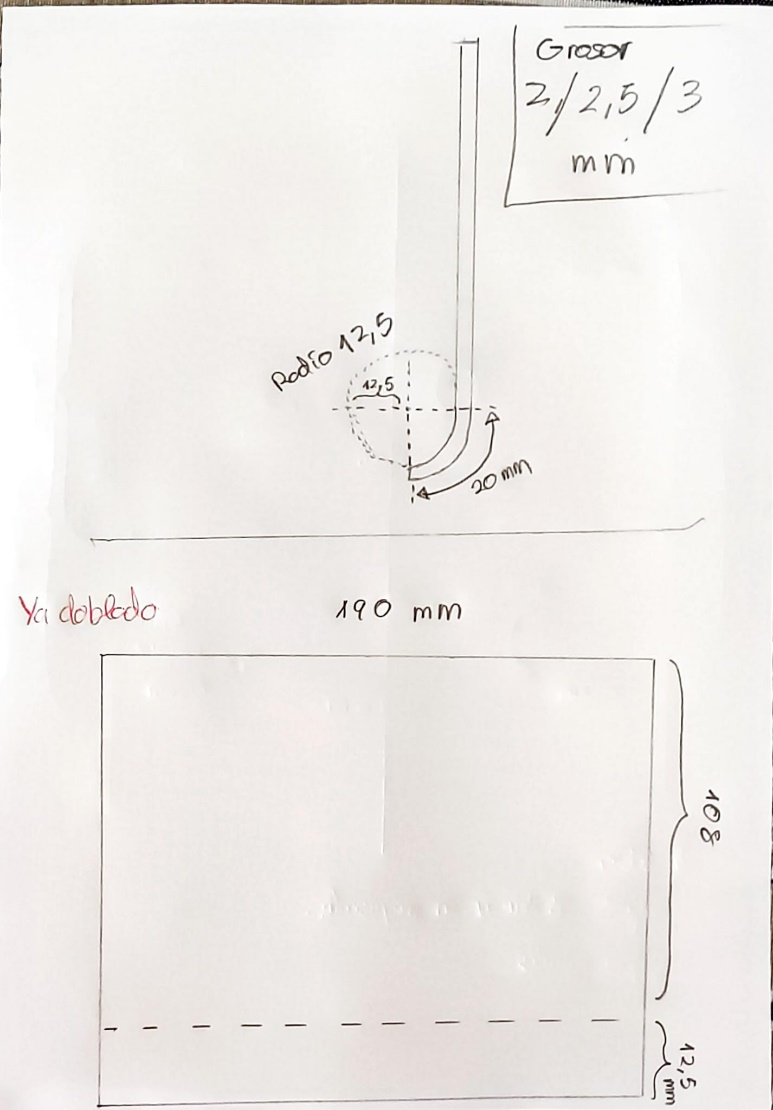 Grosor
2/2,5/3
mm
Radio 12,5
12,5
20 mm
Ya doblado
190 mm
108
12,5
mm